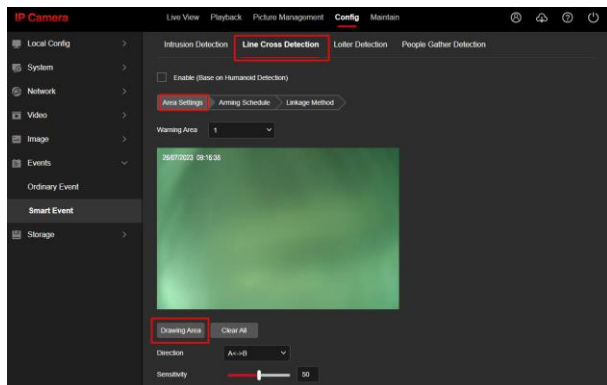 IP Camera
Live View Playback Picture Management Config Maintain
Local Config
System
Network
Video
Image
Events
Ordinary Event
Smart Event
Storage
Intrusion Detection Line Cross Detection Loiter Detection People Gather Detection
Enable (Base on Humanoid Detection)
Area Settings Arming Schedule Linkage Method
Warning Area 1
26/07/2023 09:16:38
Drawing Area Clear All
Direction A<->B
Sensitivity 50